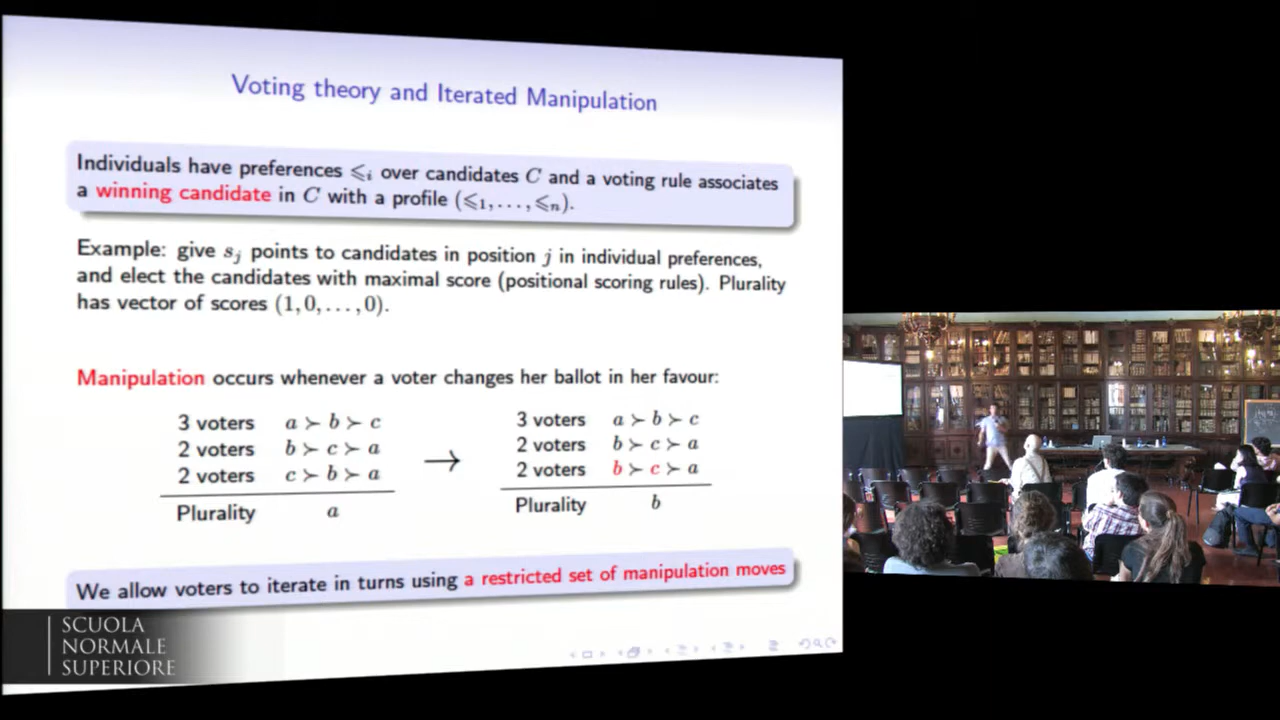 Voting theory and Iterated Manipulation
Individuals have preferences ⩽i over candidates C and a voting rule associates
a winning candidate in C with a profile (⩽1, . . . , ⩽n).
Example: give sj points to candidates in position j in individual preferences,
and elect the candidates with maximal score (positional scoring rules). Plurality
has vector of scores (1, 0, . . . , 0).
Manipulation occurs whenever a voter changes her ballot in her favour:
3 voters a ≻ b ≻ c
2 voters b ≻ c ≻ a
2 voters c ≻ b ≻ a
Plurality a
→
3 voters a ≻ b ≻ c
2 voters b ≻ c ≻ a
2 voters b ≻ c ≻ a
Plurality b
We allow voters to iterate in turns using a restricted set of manipulation moves
SCUOLA
NORMALE
SUPERIORE